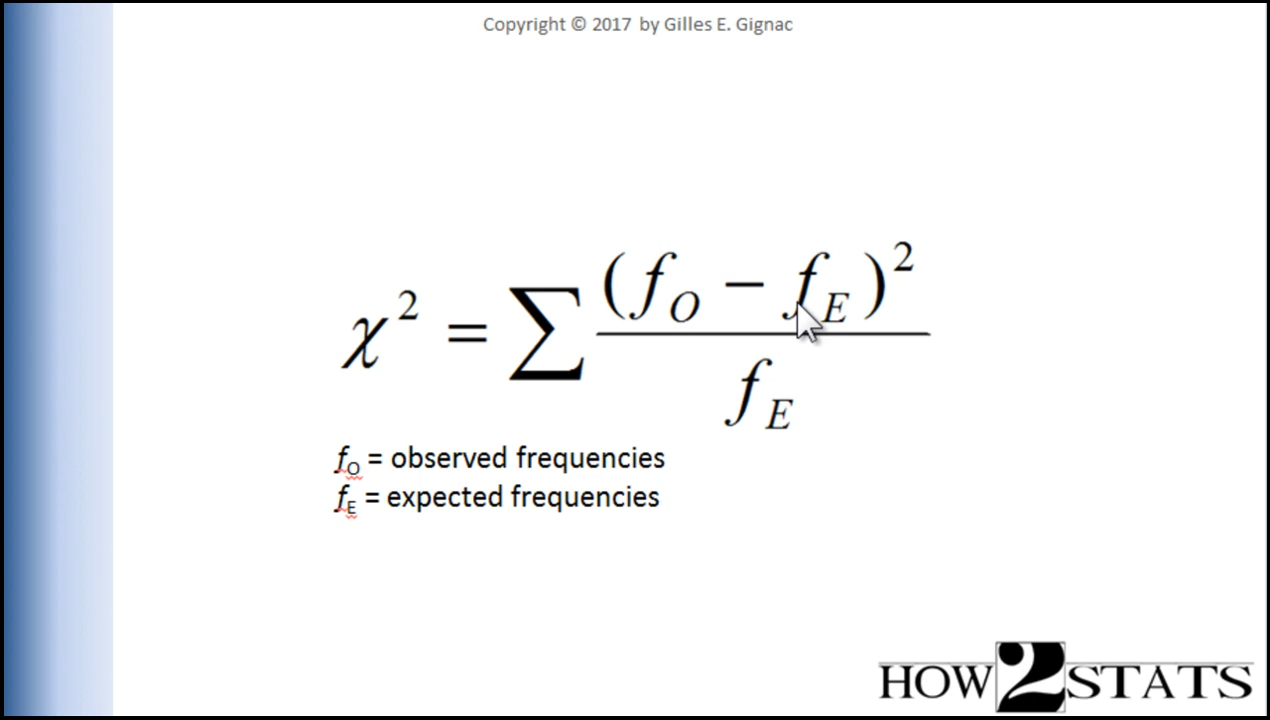 Copyright © 2017 by Gilles E. Gignac
χ² = ∑ (f_O − f_E)² / f_E
f_O = observed frequencies
f_E = expected frequencies
HOW2STATS